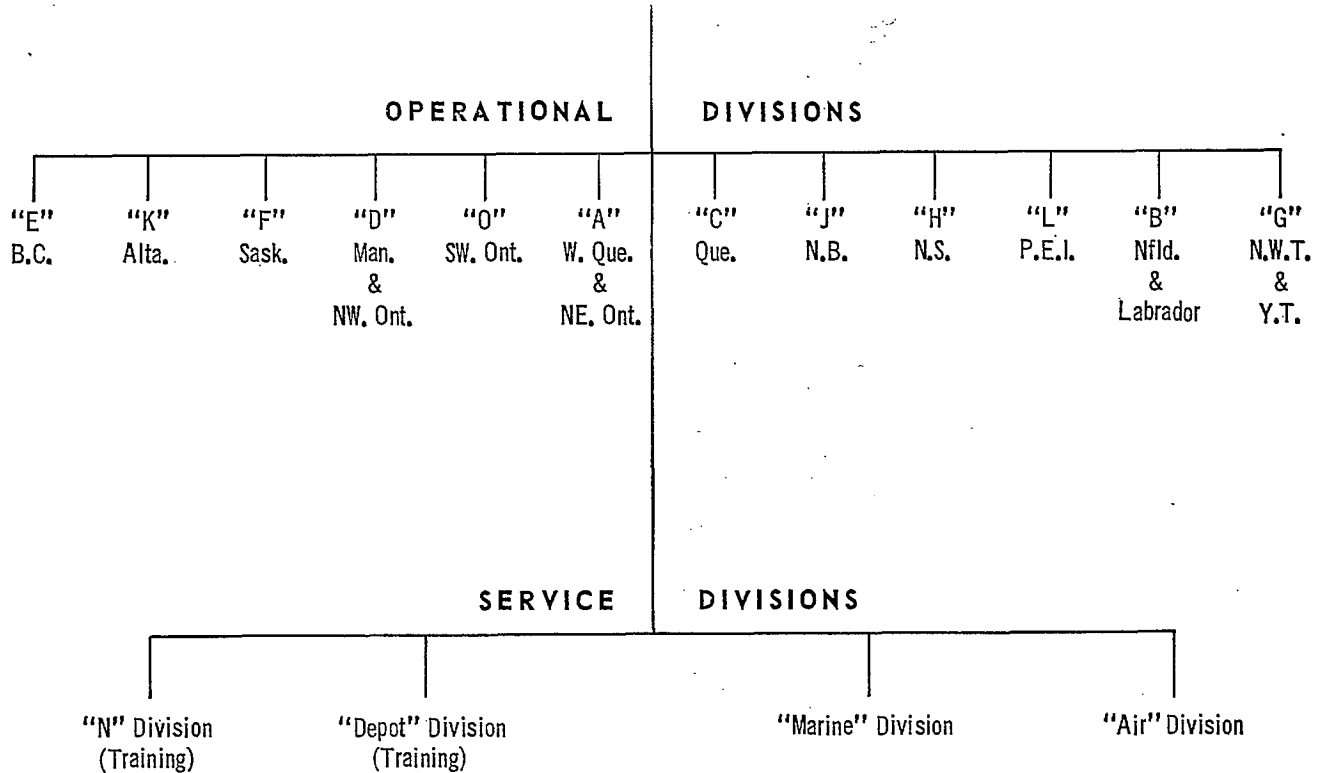 OPERATIONAL DIVISIONS
"E" "K" "F" "D" "O" "A" "C" "J" "H" "L" "B" "G"
B.C. Alta. Sask. Man. SW. Ont. W. Que. Que. N.B. N.S. P.E.I. Nfld. N.W.T.
& & & &
NW. Ont. NE. Ont. Labrador Y.T.
SERVICE DIVISIONS
"N" Division "Depot" Division "Marine" Division "Air" Division
(Training) (Training)